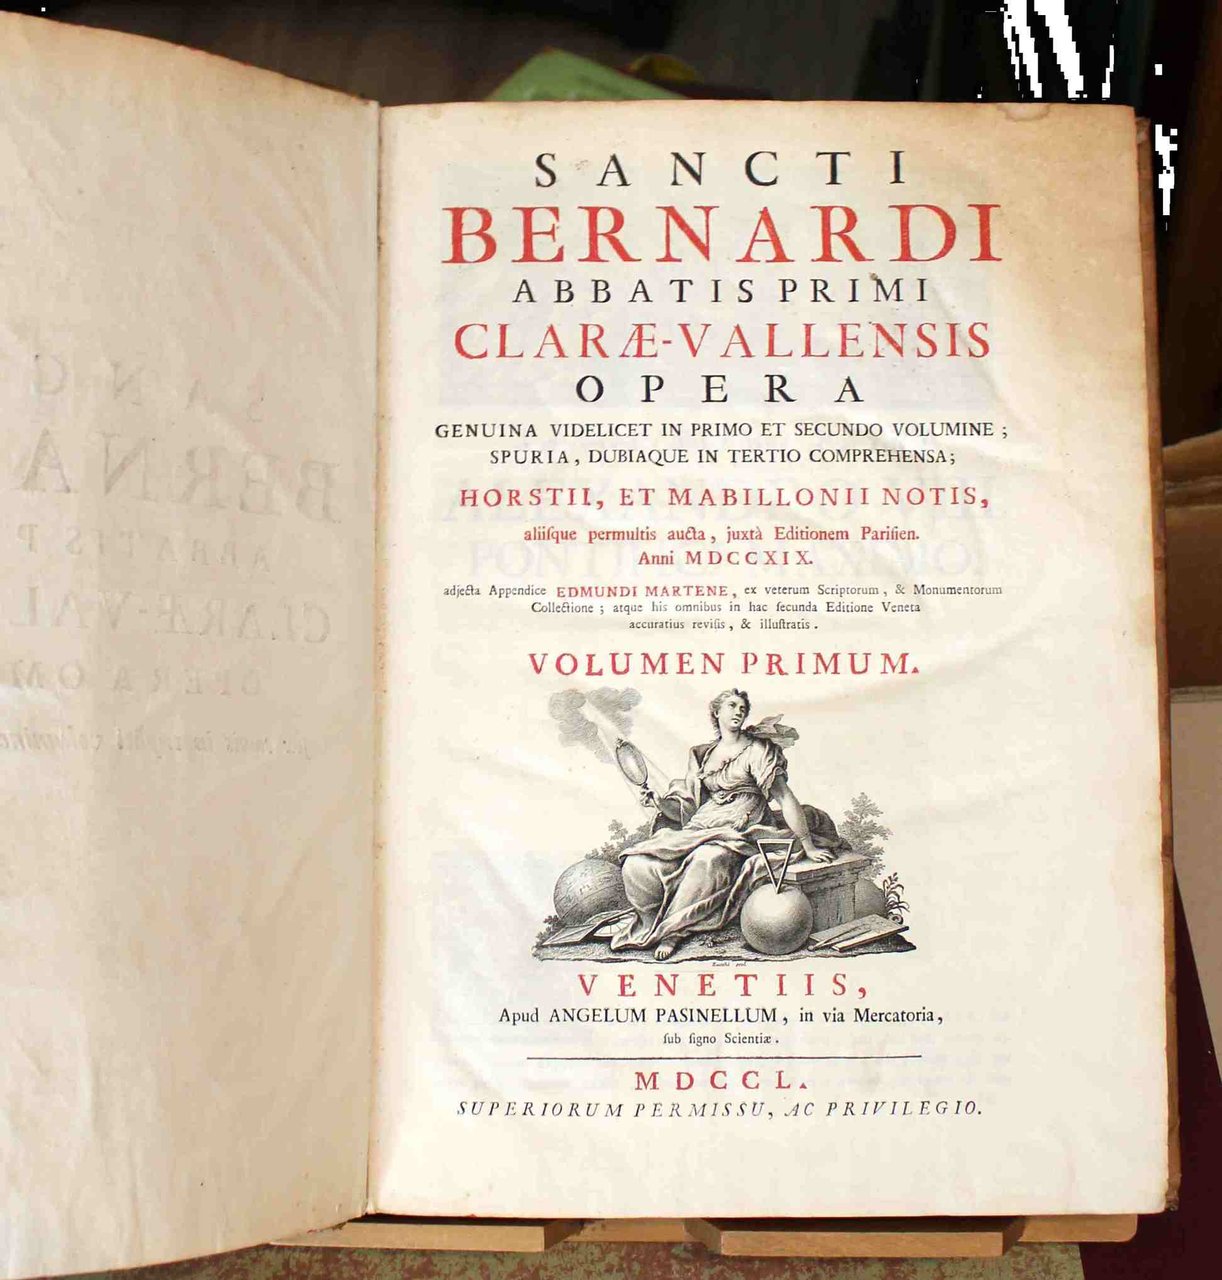 SANCTI
BERNARDI
ABBATIS PRIMI
CLARÆ-VALLENSIS
OPERA
GENUINA VIDELICET IN PRIMO ET SECUNDO VOLUMINE ;
SPURIA, DUBIAQUE IN TERTIO COMPREHENSA;
HORSTII, ET MABILLONII NOTIS,
aliiſque permultis aucta, juxtà Editionem Pariſien.
Anni MDCCXIX.
adjecta Appendice EDMUNDI MARTENE, ex veterum Scriptorum, & Monumentorum
Collectione ; atque his omnibus in hac ſecunda Editione Veneta
accuratius reviſis, & illuſtratis.
VOLUMEN PRIMUM.
VENETIIS,
Apud ANGELUM PASINELLUM, in via Mercatoria,
ſub ſigno Scientiæ.
MDCCL.
SUPERIORUM PERMISSU, AC PRIVILEGIO.